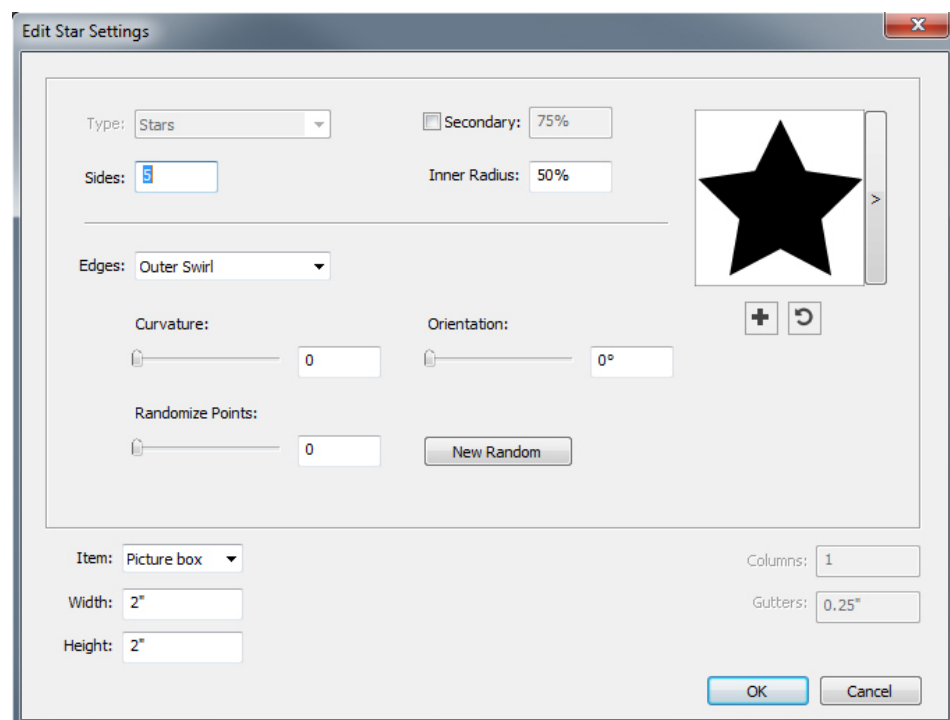 Edit Star Settings
Type: Stars
Secondary: 75%
Sides: 5
Inner Radius: 50%
>
Edges: Outer Swirl
Curvature:
Orientation:
0
0°
Randomize Points:
0
New Random
Item: Picture box
Columns: 1
Width: 2"
Gutters: 0.25"
Height: 2"
OK
Cancel